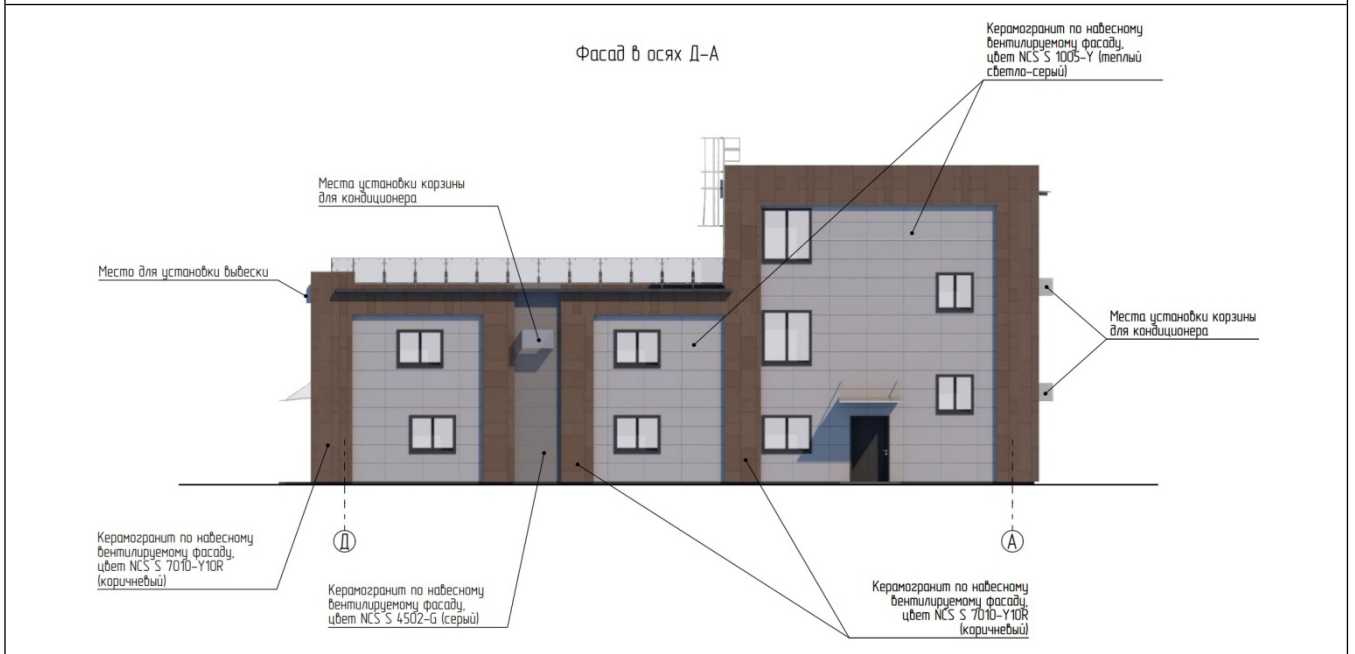 Фасад в осях Д-А
Керамогранит по навесному
вентилируемому фасаду,
цвет NCS S 1005-Y (теплый
светло-серый)
Места установки корзины
для кондиционера
Место для установки вывески
Места установки корзины
для кондиционера
Керамогранит по навесному
вентилируемому фасаду,
цвет NCS S 7010-Y10R
(коричневый)
Д
А
Керамогранит по навесному
вентилируемому фасаду,
цвет NCS S 4502-G (серый)
Керамогранит по навесному
вентилируемому фасаду,
цвет NCS S 7010-Y10R
(коричневый)